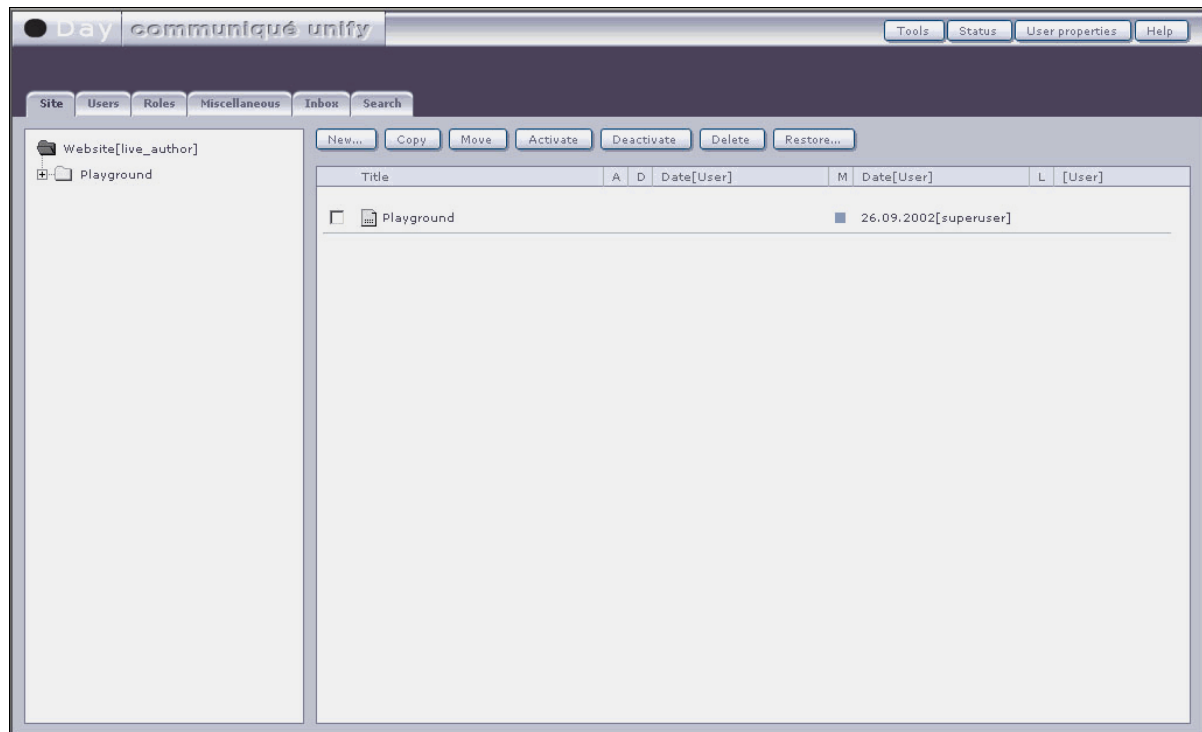 Day communiqué unify
Tools Status User properties Help
Site Users Roles Miscellaneous Inbox Search
New... Copy Move Activate Deactivate Delete Restore...
Website[live_author]
Playground
Title A D Date[User] M Date[User] L [User]
Playground 26.09.2002[superuser]